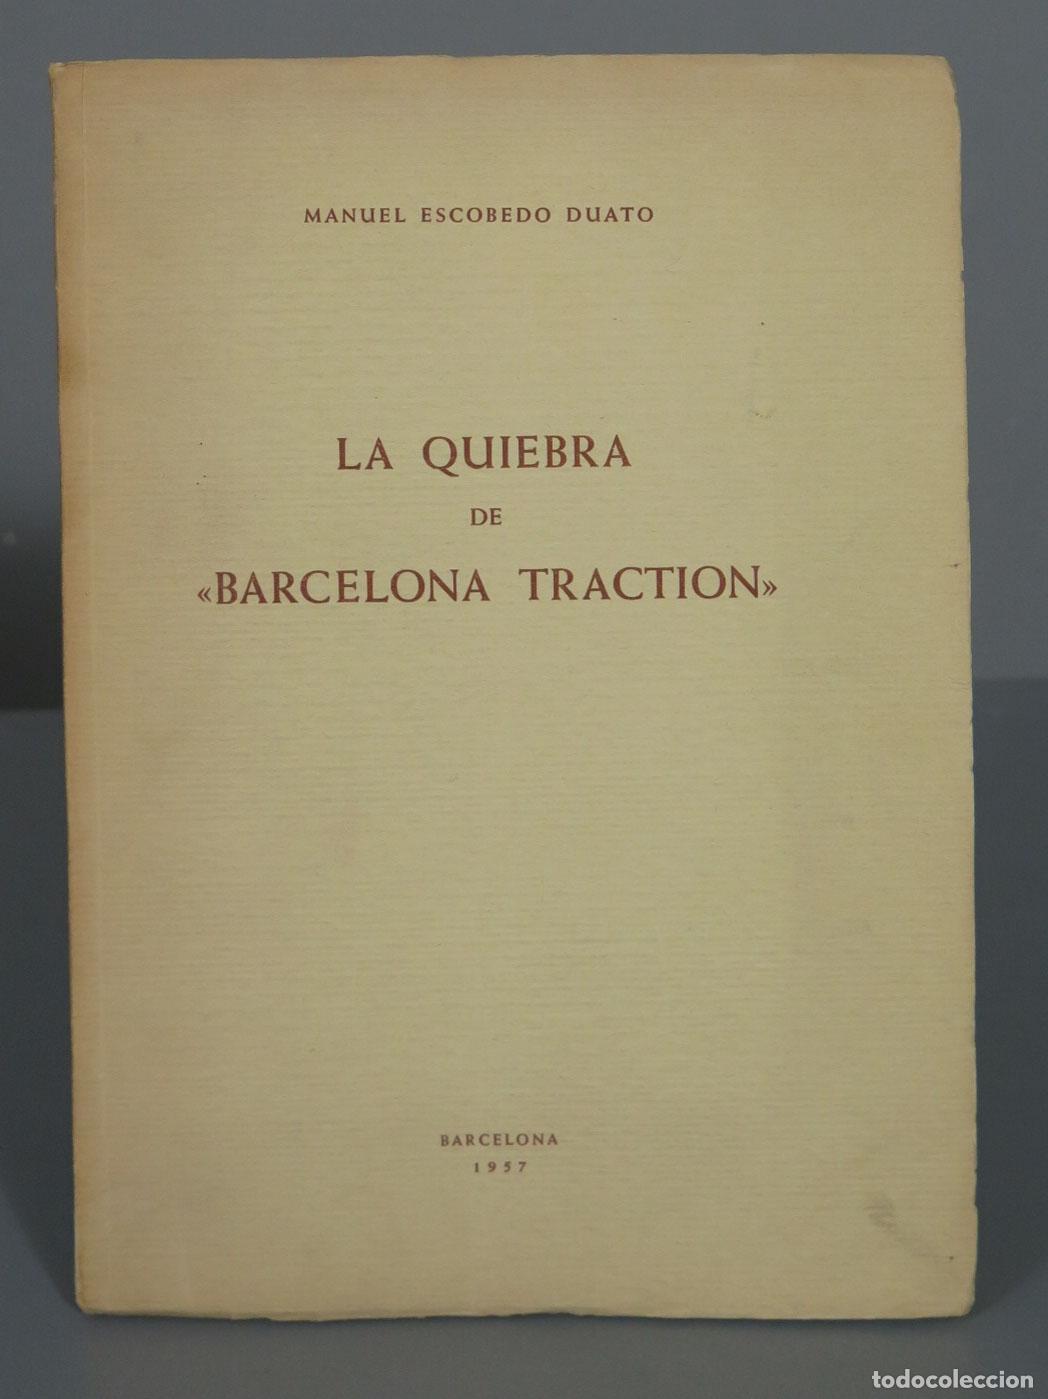 MANUEL ESCOBEDO DUATO
LA QUIEBRA
DE
«BARCELONA TRACTION»
BARCELONA
1957
todocoleccion